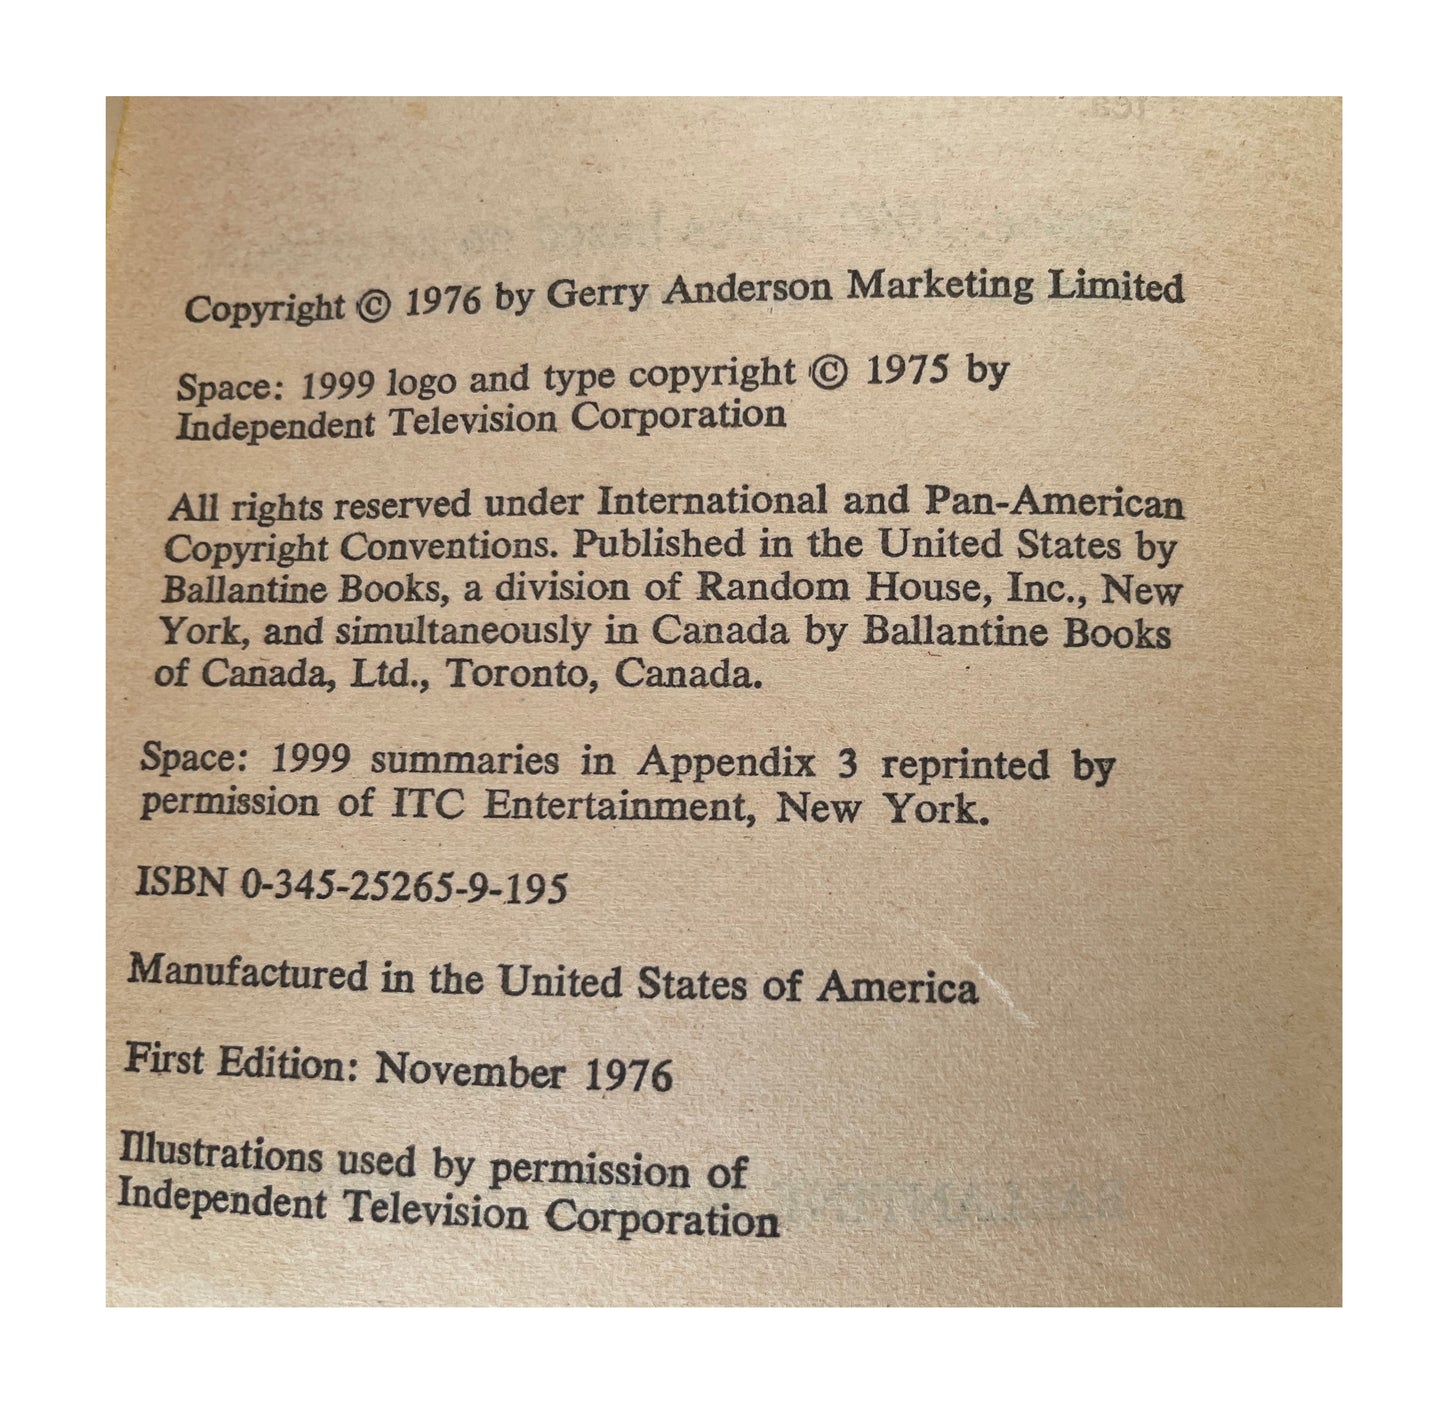 Copyright © 1976 by Gerry Anderson Marketing Limited
Space: 1999 logo and type copyright © 1975 by
Independent Television Corporation
All rights reserved under International and Pan-American
Copyright Conventions. Published in the United States by
Ballantine Books, a division of Random House, Inc., New
York, and simultaneously in Canada by Ballantine Books
of Canada, Ltd., Toronto, Canada.
Space: 1999 summaries in Appendix 3 reprinted by
permission of ITC Entertainment, New York.
ISBN 0-345-25265-9-195
Manufactured in the United States of America
First Edition: November 1976
Illustrations used by permission of
Independent Television Corporation